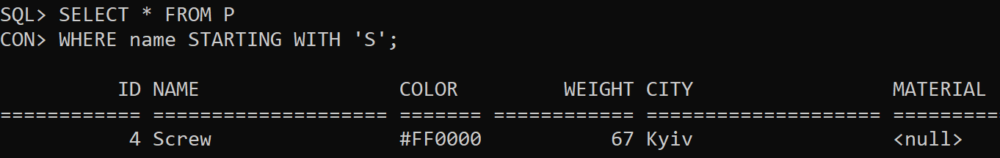 SQL> SELECT * FROM P
CON> WHERE name STARTING WITH 'S';
          ID NAME                 COLOR         WEIGHT CITY                 MATERIAL
============ ==================== ======= ============ ==================== =========
           4 Screw                #FF0000           67 Kyiv                 <null>